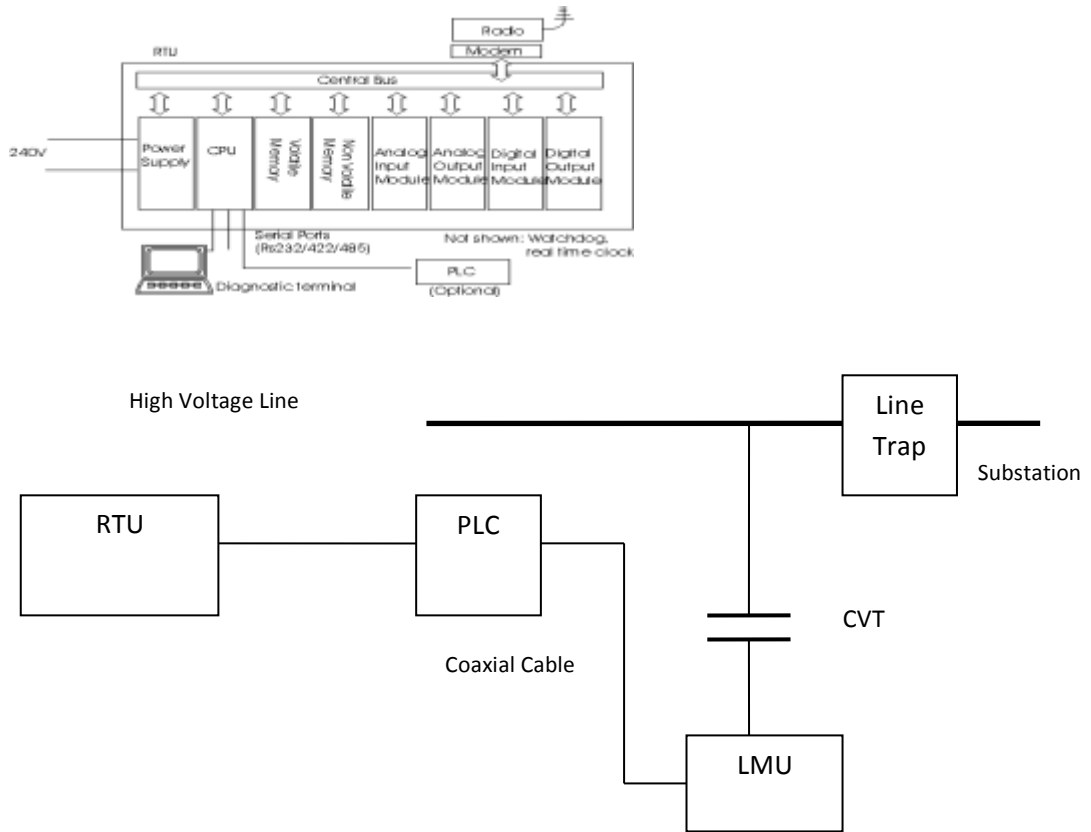 Radio
Modem
RTU
Central Bus
240V
Power
Supply
CPU
Volatile
Memory
Non Volatile
Memory
Analog
Input
Module
Analog
Output
Module
Digital
Input
Module
Digital
Output
Module
Serial Ports
(Rs232/422/485)
Not shown: Watchdog,
real time clock
Diagnostic terminal
PLC
(Optional)
High Voltage Line
Line
Trap
Substation
RTU
PLC
CVT
Coaxial Cable
LMU